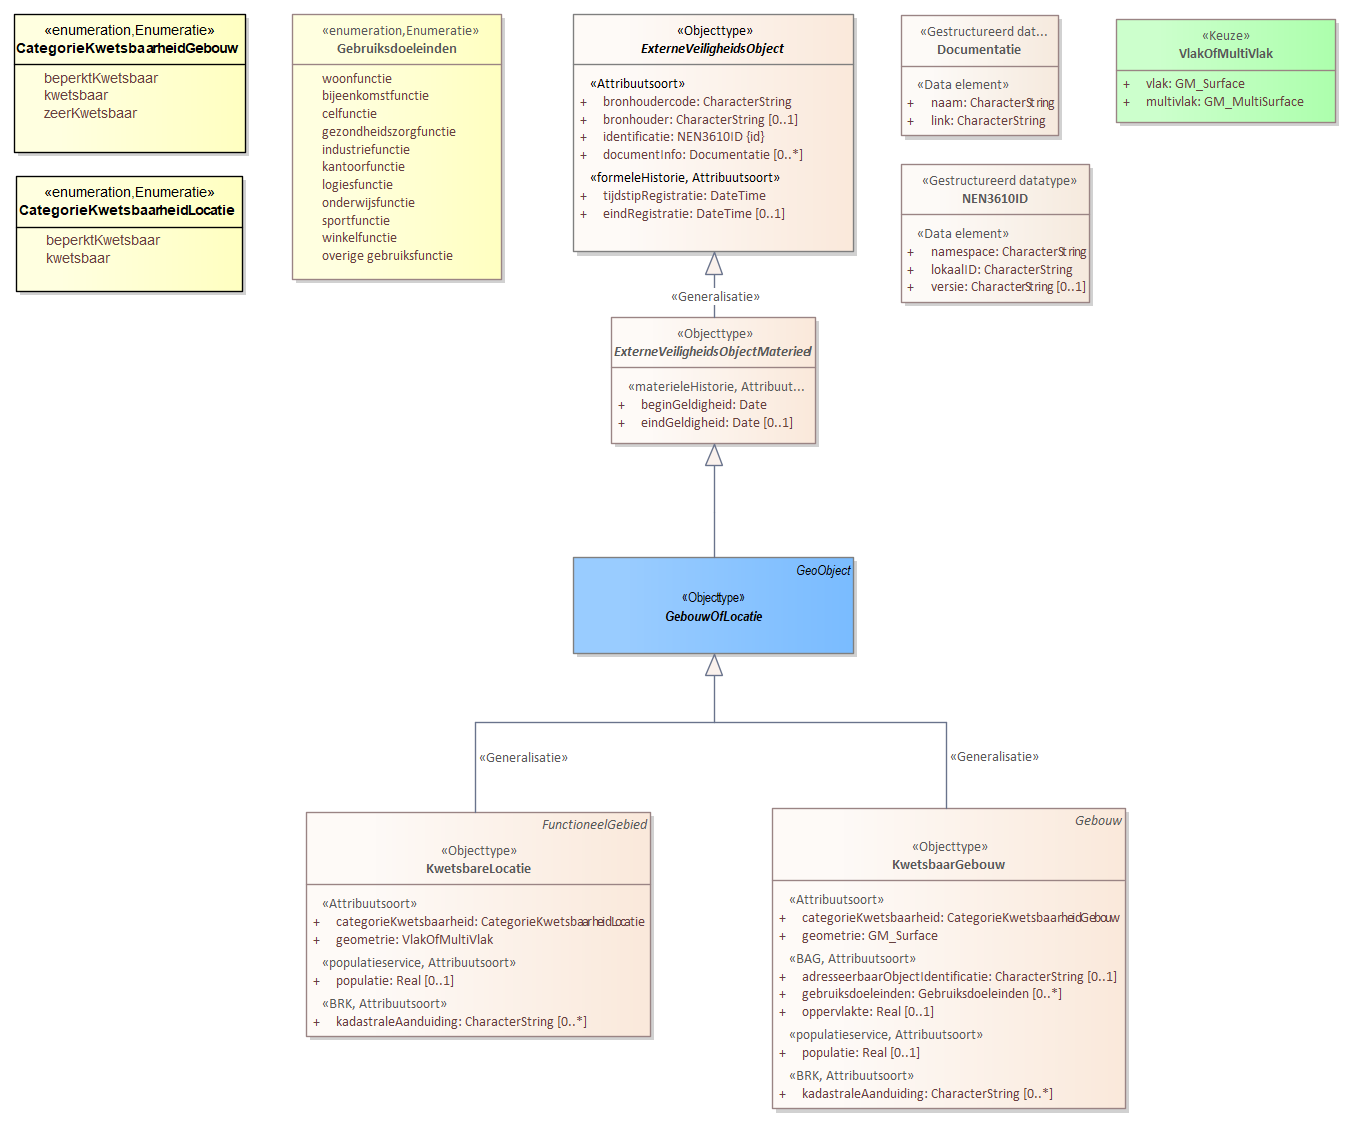 «enumeration,Enumeratie»
CategorieKwetsbaarheidGebouw
beperktKwetsbaar
kwetsbaar
zeerKwetsbaar
«enumeration,Enumeratie»
CategorieKwetsbaarheidLocatie
beperktKwetsbaar
kwetsbaar
«enumeration,Enumeratie»
Gebruiksdoeleinden
woonfunctie
bijeenkomstfunctie
celfunctie
gezondheidszorgfunctie
industriefunctie
kantoorfunctie
logiesfunctie
onderwijsfunctie
sportfunctie
winkelfunctie
overige gebruiksfunctie
«Objecttype»
ExterneVeiligheidsObject
«Attribuutsoort»
+ bronhoudercode: CharacterString
+ bronhouder: CharacterString [0..1]
+ identificatie: NEN3610ID {id}
+ documentInfo: Documentatie [0..*]
«formeleHistorie, Attribuutsoort»
+ tijdstipRegistratie: DateTime
+ eindRegistratie: DateTime [0..1]
«Gestructureerd dat...
Documentatie
«Data element»
+ naam: CharacterString
+ link: CharacterString
«Gestructureerd datatype»
NEN3610ID
«Data element»
+ namespace: CharacterString
+ lokaalID: CharacterString
+ versie: CharacterString [0..1]
«Keuze»
VlakOfMultiVlak
+ vlak: GM_Surface
+ multivlak: GM_MultiSurface
«Generalisatie»
«Objecttype»
ExterneVeiligheidsObjectMaterieel
«materieleHistorie, Attribuut...
+ beginGeldigheid: Date
+ eindGeldigheid: Date [0..1]
GeoObject
«Objecttype»
GebouwOfLocatie
«Generalisatie»
«Generalisatie»
FunctioneelGebied
«Objecttype»
KwetsbareLocatie
«Attribuutsoort»
+ categorieKwetsbaarheid: CategorieKwetsbaarheidLocatie
+ geometrie: VlakOfMultiVlak
«populatieservice, Attribuutsoort»
+ populatie: Real [0..1]
«BRK, Attribuutsoort»
+ kadastraleAanduiding: CharacterString [0..*]
Gebouw
«Objecttype»
KwetsbaarGebouw
«Attribuutsoort»
+ categorieKwetsbaarheid: CategorieKwetsbaarheidGebouw
+ geometrie: GM_Surface
«BAG, Attribuutsoort»
+ adresseerbaarObjectIdentificatie: CharacterString [0..1]
+ gebruiksdoeleinden: Gebruiksdoeleinden [0..*]
+ oppervlakte: Real [0..1]
«populatieservice, Attribuutsoort»
+ populatie: Real [0..1]
«BRK, Attribuutsoort»
+ kadastraleAanduiding: CharacterString [0..*]